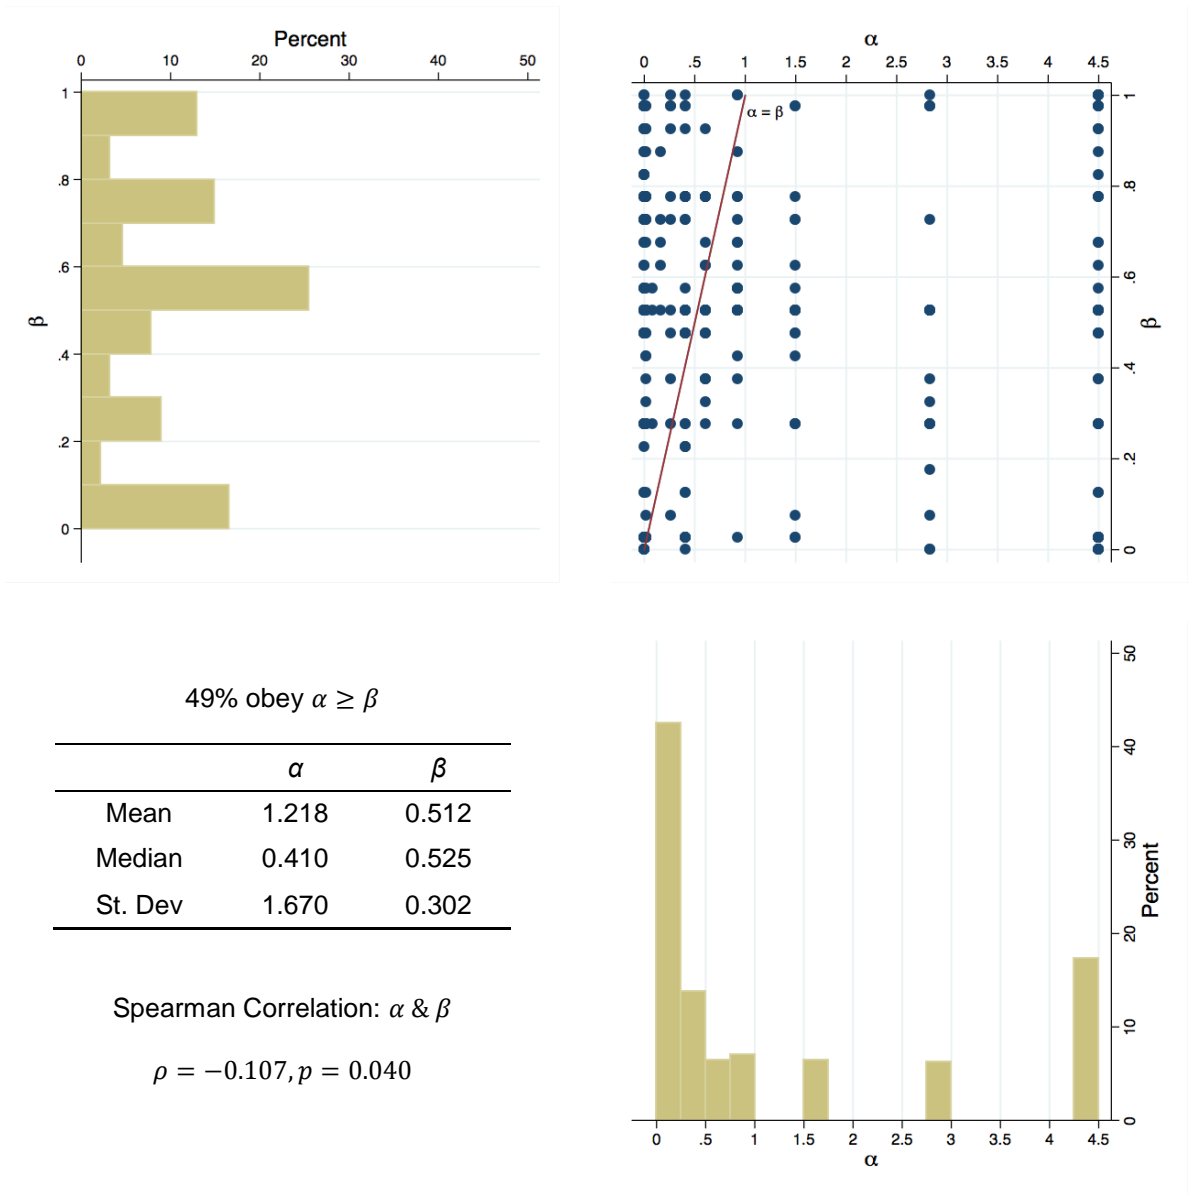 Percent
0 10 20 30 40 50
1
.8
.6
.4
.2
0
β
α
0 .5 1 1.5 2 2.5 3 3.5 4 4.5
α = β
1
.8
.6
.4
.2
0
β
49% obey α ≥ β
α β
Mean 1.218 0.512
Median 0.410 0.525
St. Dev 1.670 0.302
Spearman Correlation: α & β
ρ = −0.107, p = 0.040
50
40
30
20
10
0
Percent
0 .5 1 1.5 2 2.5 3 3.5 4 4.5
α